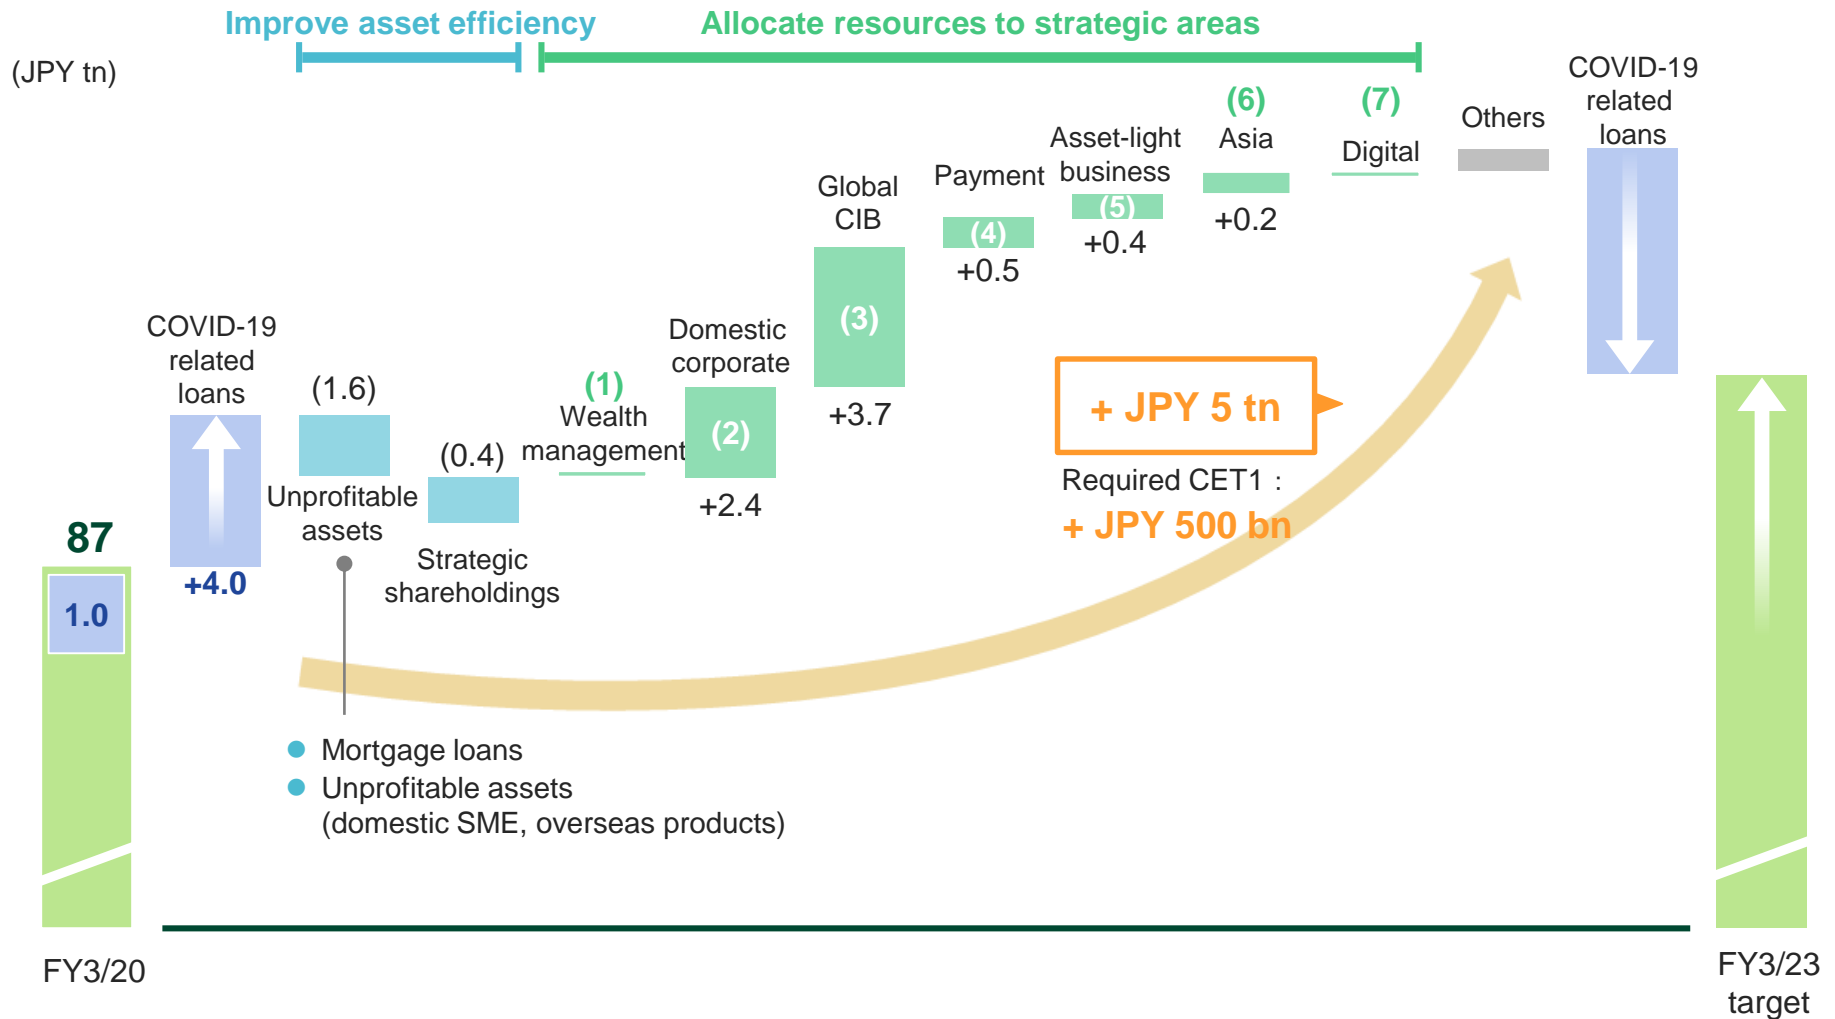 Improve asset efficiency
Allocate resources to strategic areas
(JPY tn)
87
1.0
FY3/20
COVID-19
related
loans
+4.0
(1.6)
Unprofitable
assets
(0.4)
Strategic
shareholdings
(1)
Wealth
management
Domestic
corporate
(2)
+2.4
Global
CIB
(3)
+3.7
Payment
(4)
+0.5
Asset-light
business
(5)
+0.4
(6)
Asia
+0.2
(7)
Digital
Others
COVID-19
related
loans
+ JPY 5 tn
Required CET1 :
+ JPY 500 bn
Mortgage loans
Unprofitable assets
(domestic SME, overseas products)
FY3/23
target